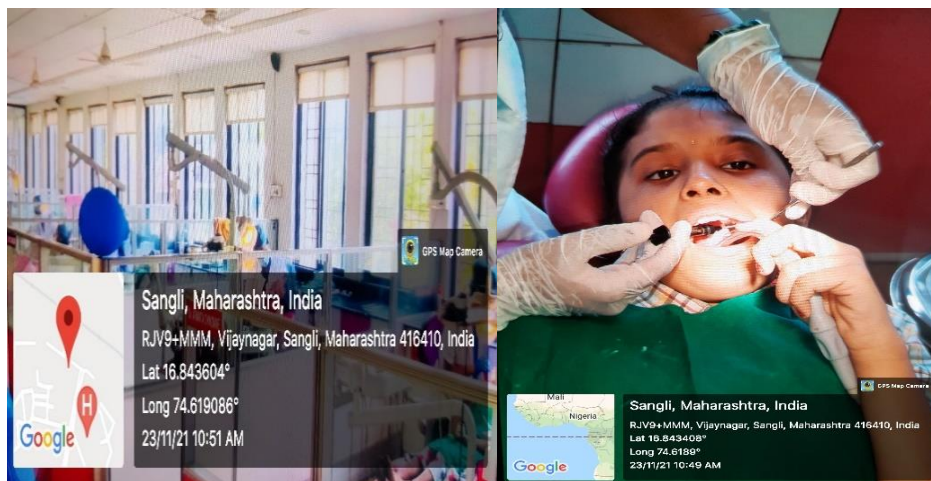 GPS Map Camera
Sangli, Maharashtra, India
RJV9+MMM, Vijaynagar, Sangli, Maharashtra 416410, India
Lat 16.843604°
Long 74.619086°
23/11/21 10:51 AM
H
Google
GPS Map Camera
Mali
Nigeria
Google
Sangli, Maharashtra, India
RJV9+MMM, Vijaynagar, Sangli, Maharashtra 416410, India
Lat 16.843408°
Long 74.6189°
23/11/21 10:49 AM